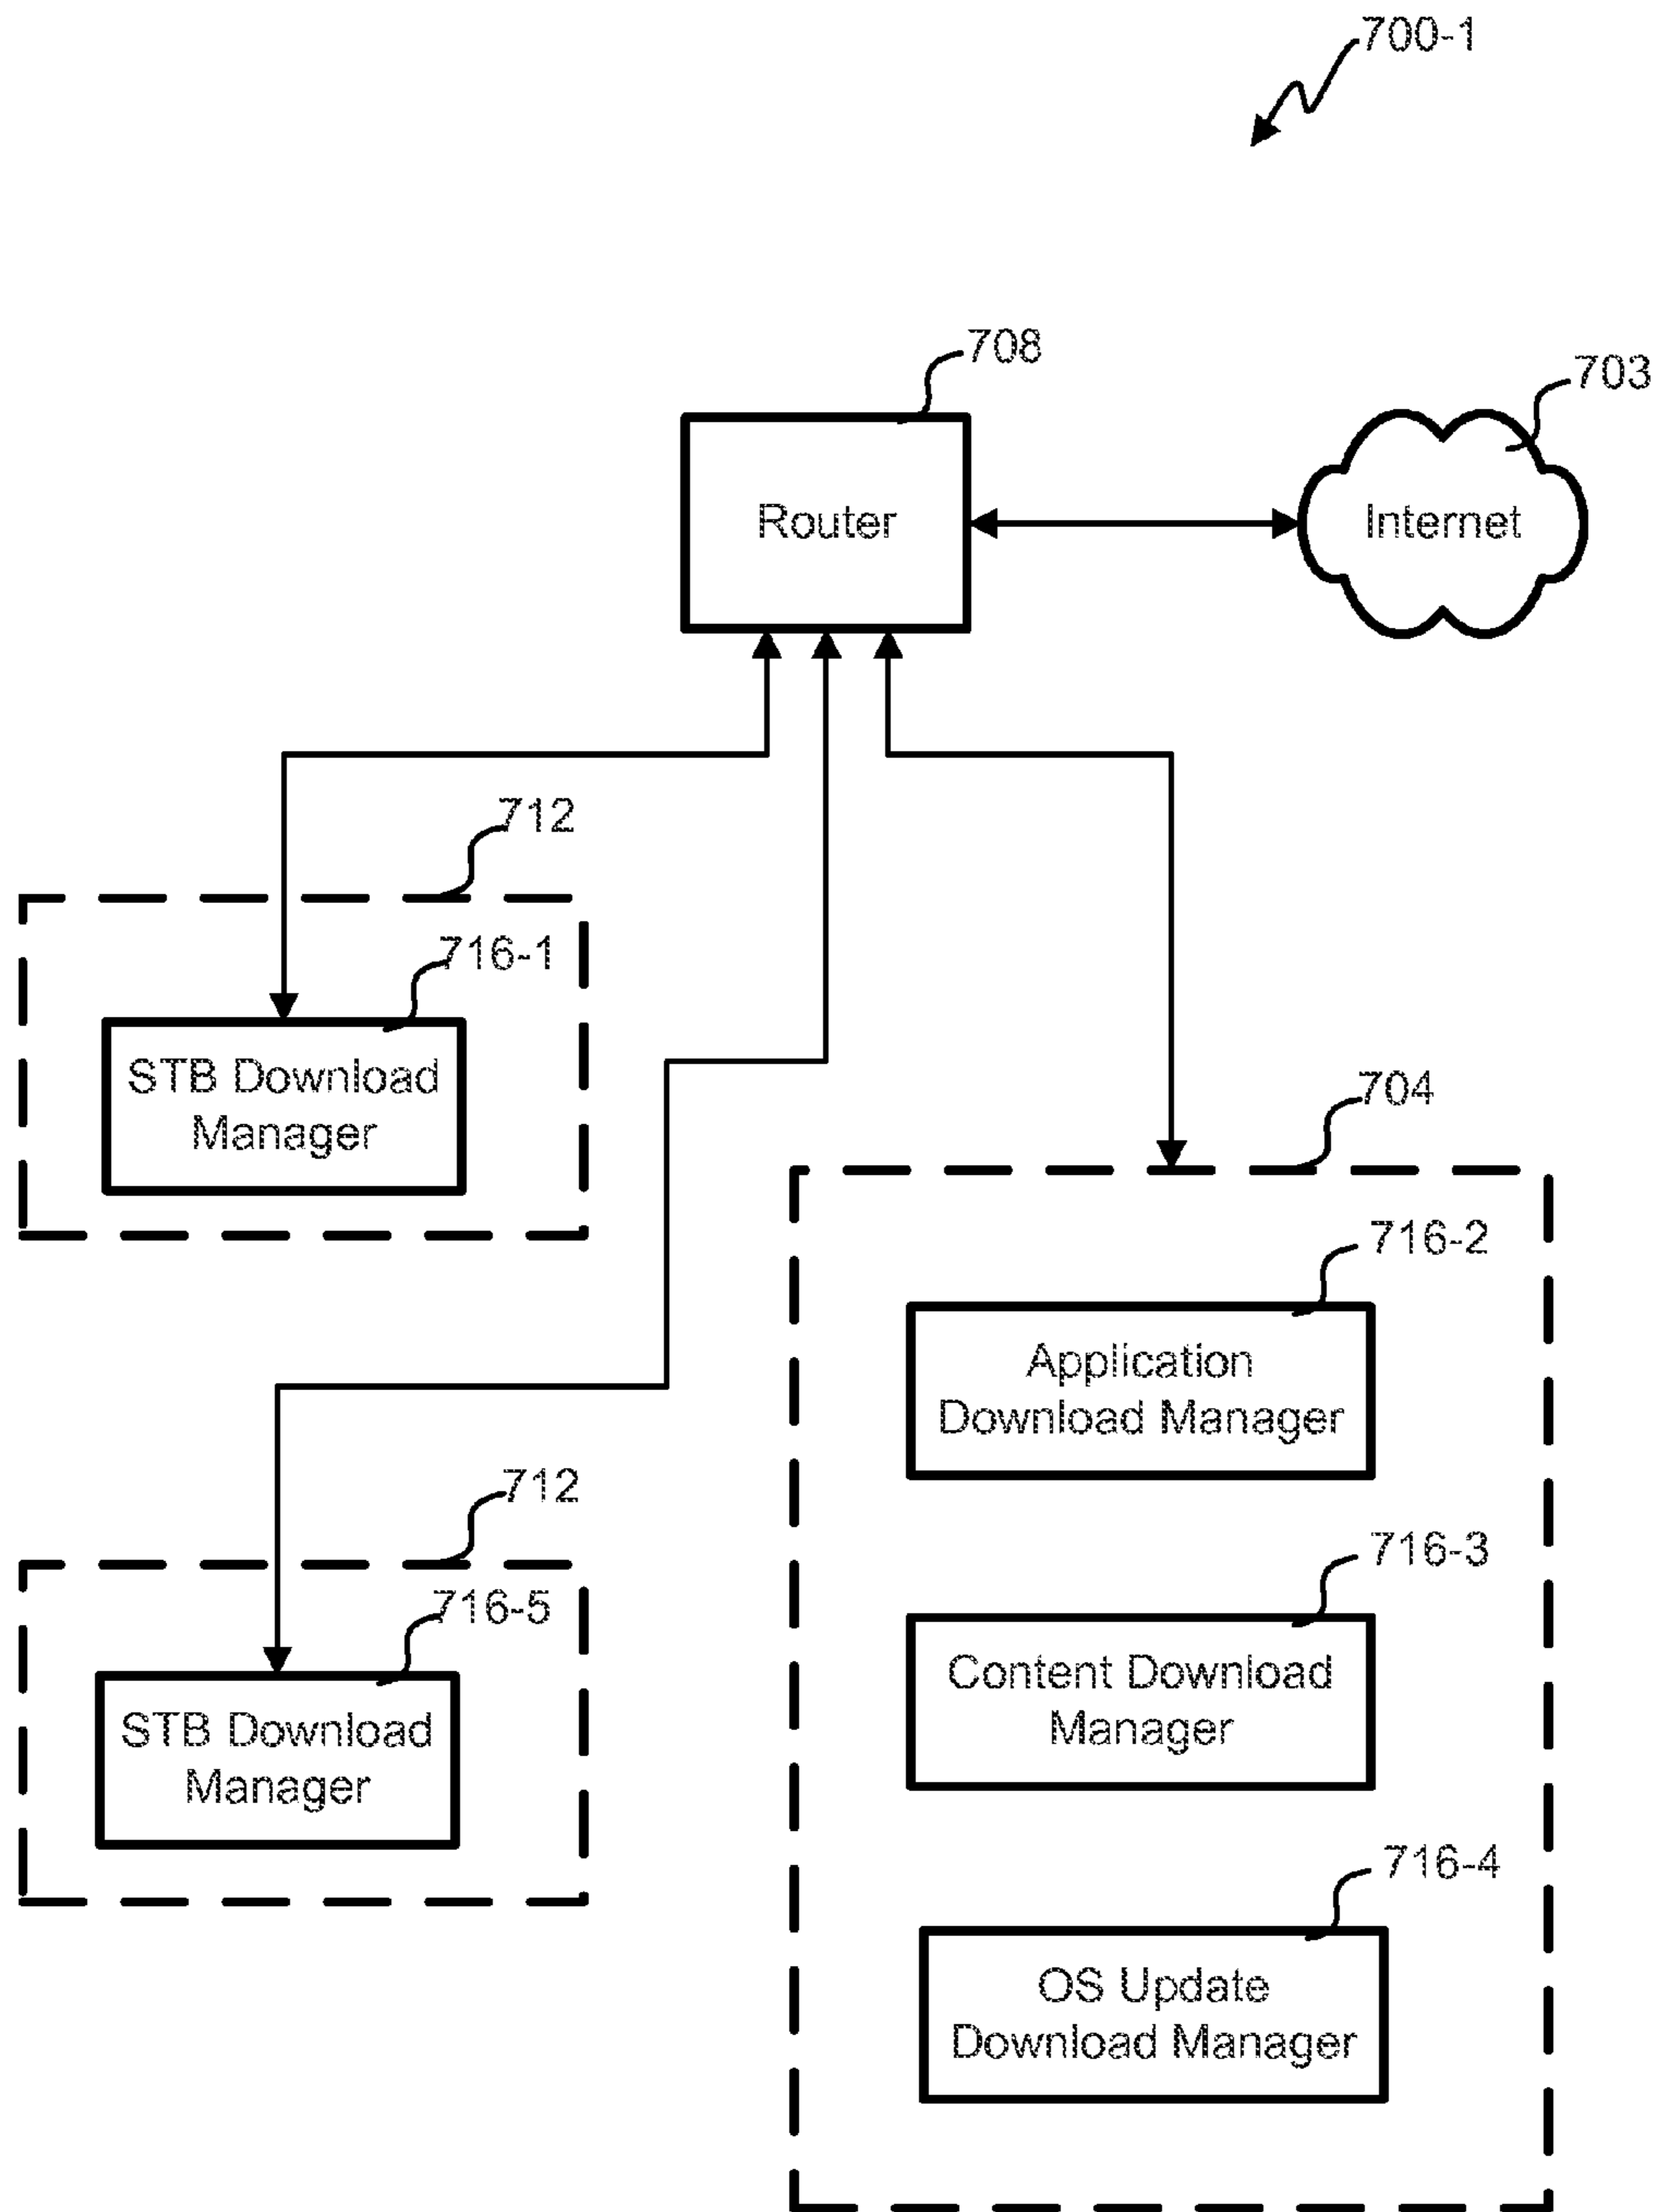 700-1
708
703
Router
Internet
712
716-1
STB Download
Manager
704
716-2
Application
Download Manager
712
716-5
STB Download
Manager
716-3
Content Download
Manager
716-4
OS Update
Download Manager